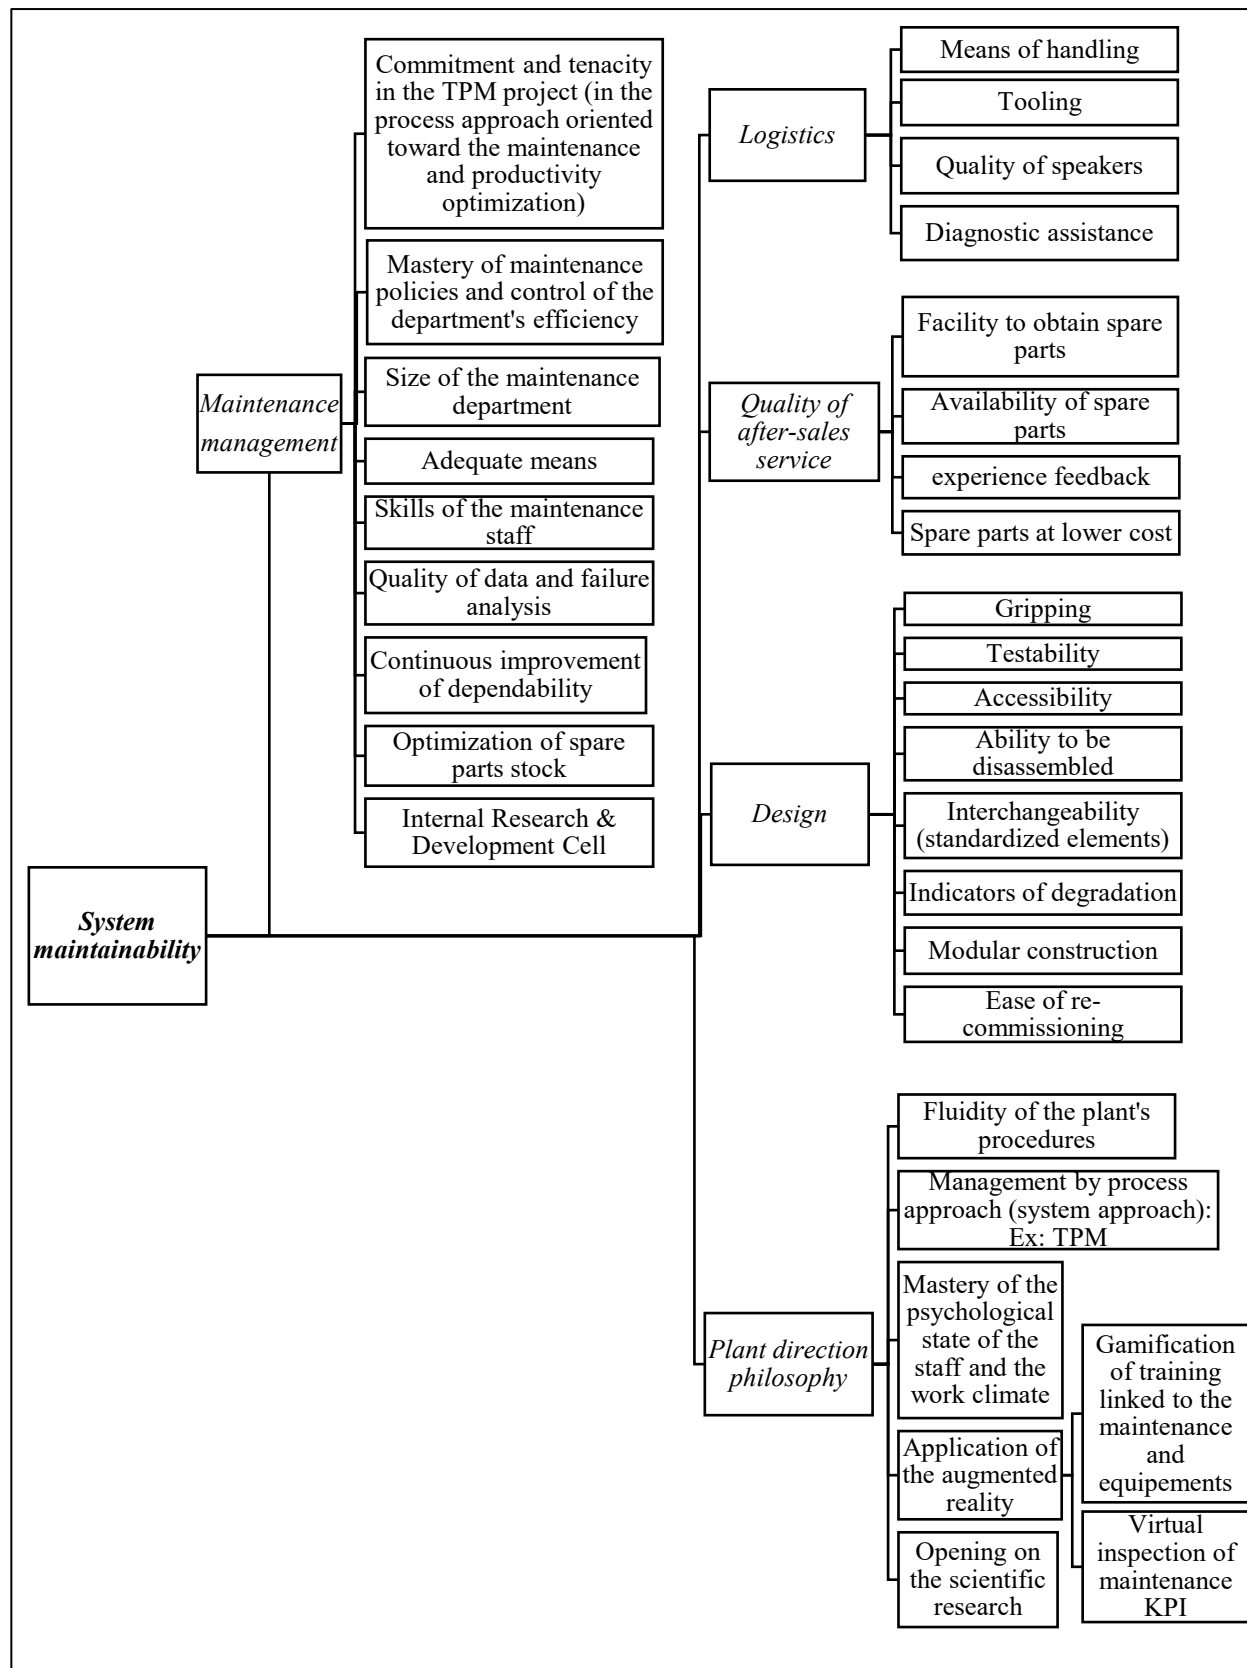 System
maintainability
Maintenance
management
Commitment and tenacity
in the TPM project (in the
process approach oriented
toward the maintenance
and productivity
optimization)
Mastery of maintenance
policies and control of the
department's efficiency
Size of the maintenance
department
Adequate means
Skills of the maintenance
staff
Quality of data and failure
analysis
Continuous improvement
of dependability
Optimization of spare
parts stock
Internal Research &
Development Cell
Logistics
Means of handling
Tooling
Quality of speakers
Diagnostic assistance
Quality of
after-sales
service
Facility to obtain spare
parts
Availability of spare
parts
experience feedback
Spare parts at lower cost
Design
Gripping
Testability
Accessibility
Ability to be
disassembled
Interchangeability
(standardized elements)
Indicators of degradation
Modular construction
Ease of re-
commissioning
Plant direction
philosophy
Fluidity of the plant's
procedures
Management by process
approach (system approach):
Ex: TPM
Mastery of the
psychological
state of the
staff and the
work climate
Application of
the augmented
reality
Gamification
of training
linked to the
maintenance
and
equipements
Virtual
inspection of
maintenance
KPI
Opening on
the scientific
research